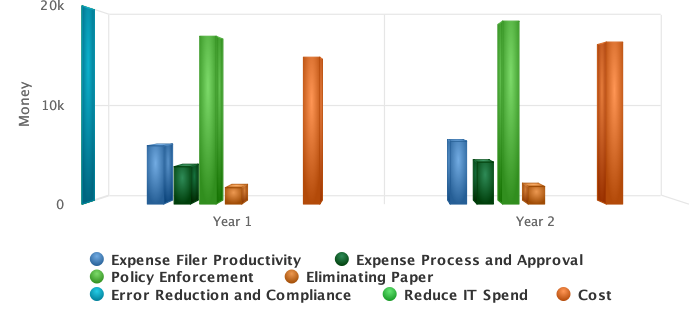 20k
10k
0
Money
Year 1 Year 2
Expense Filer Productivity Expense Process and Approval
Policy Enforcement Eliminating Paper
Error Reduction and Compliance Reduce IT Spend Cost